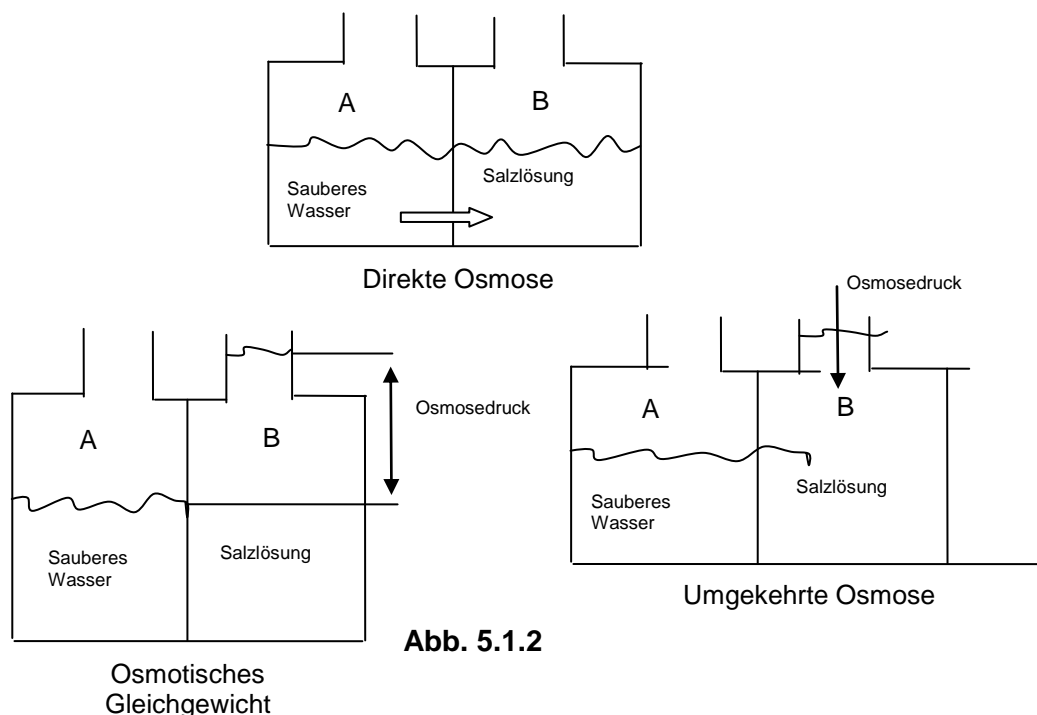 A
B
Sauberes
Wasser
Salzlösung
Direkte Osmose
A
B
Osmosedruck
Sauberes
Wasser
Salzlösung
Osmotisches
Gleichgewicht
Osmosedruck
A
B
Sauberes
Wasser
Salzlösung
Umgekehrte Osmose
Abb. 5.1.2